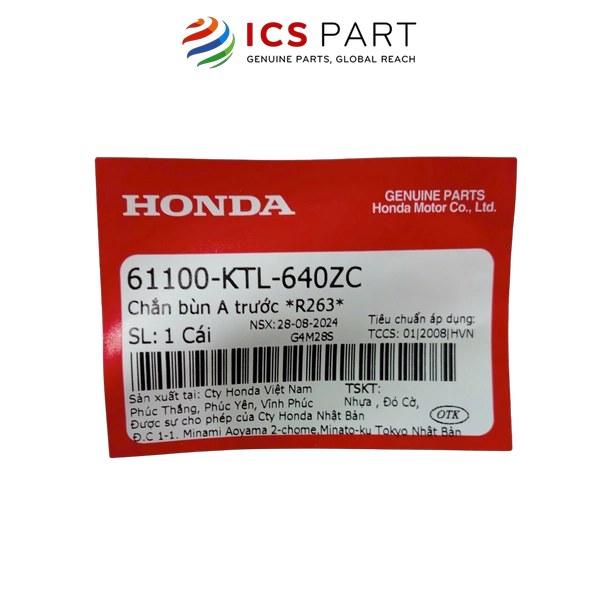 ICS PART
GENUINE PARTS, GLOBAL REACH
HONDA
GENUINE PARTS
Honda Motor Co., Ltd.
61100-KTL-640ZC
Chắn bùn A trước *R263*
SL: 1 Cái
NSX: 28-08-2024
G4M28S
Tiêu chuẩn áp dụng:
TCCS: 01|2008|HVN
Sản xuất tại: Cty Honda Việt Nam
Phúc Thắng, Phúc Yên, Vĩnh Phúc
Được sự cho phép của Cty Honda Nhật Bản
Đ.C 1-1. Minami Aoyama 2-chome,Minato-ku Tokyo Nhật Bản
TSKT:
Nhựa , Đỏ Cờ,
OTK